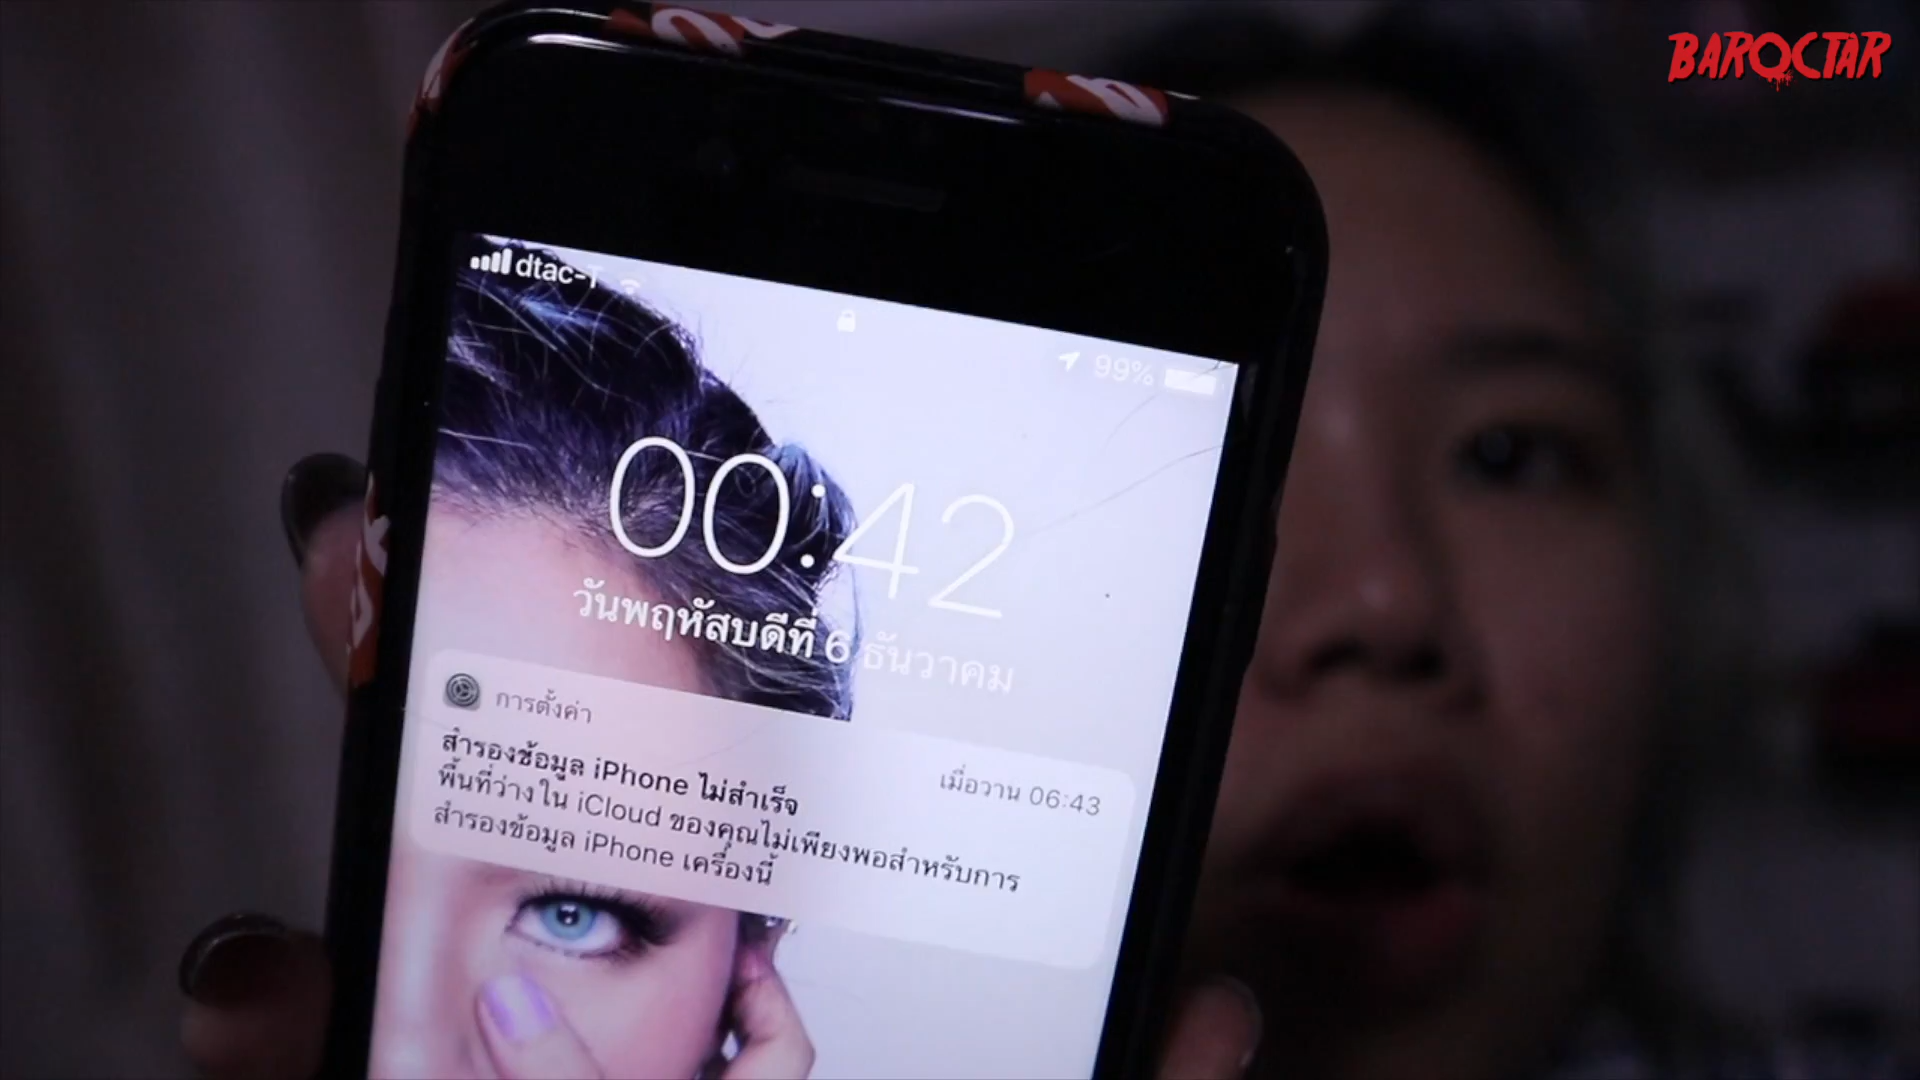 BAROCTAR
dtac-T
99%
00:42
วันพฤหัสบดีที่ 6 ธันวาคม
การตั้งค่า
สำรองข้อมูล iPhone ไม่สำเร็จ
เมื่อวาน 06:43
พื้นที่ว่างใน iCloud ของคุณไม่เพียงพอสำหรับการ
สำรองข้อมูล iPhone เครื่องนี้